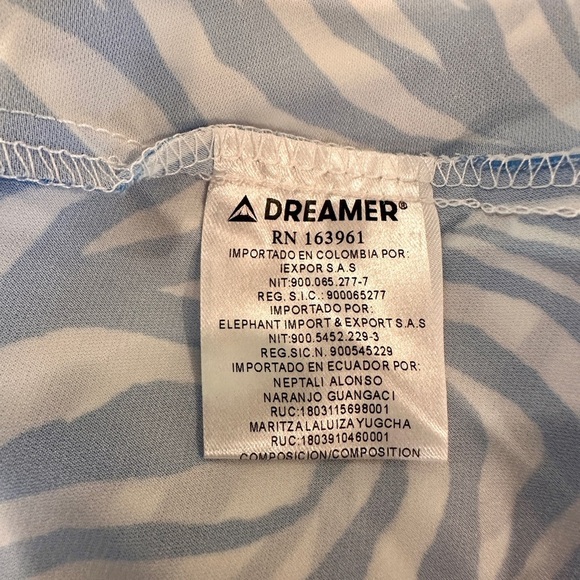 DREAMER®
RN 163961
IMPORTADO EN COLOMBIA POR:
IEXPOR S.A.S
NIT:900.065.277-7
REG. S.I.C.: 900065277
IMPORTADO POR:
ELEPHANT IMPORT & EXPORT S.A.S
NIT:900.5452.229-3
REG.SIC.N. 900545229
IMPORTADO EN ECUADOR POR:
NEPTALI ALONSO
NARANJO GUANGACI
RUC:1803115698001
MARITZA LALUIZA YUGCHA
RUC:1803910460001
COMPOSICION/COMPOSITION